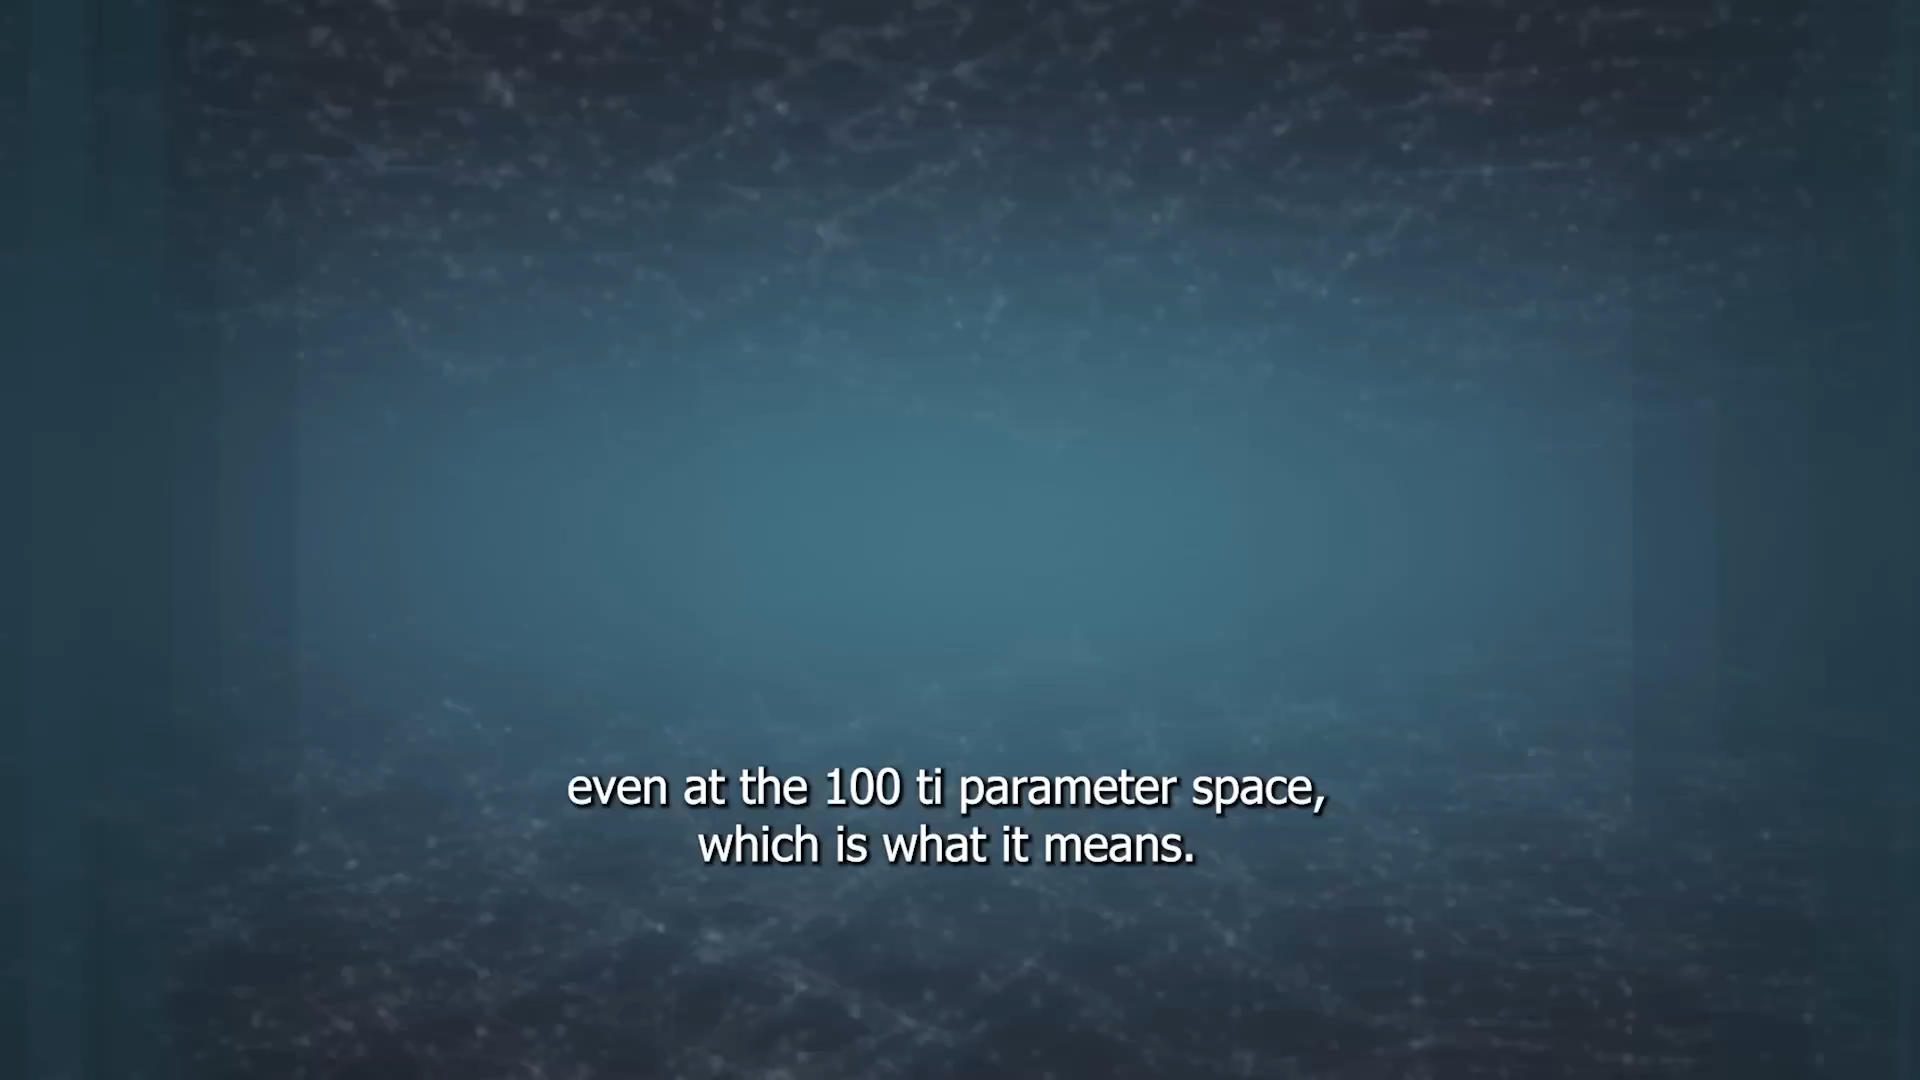 even at the 100 ti parameter space,
which is what it means.